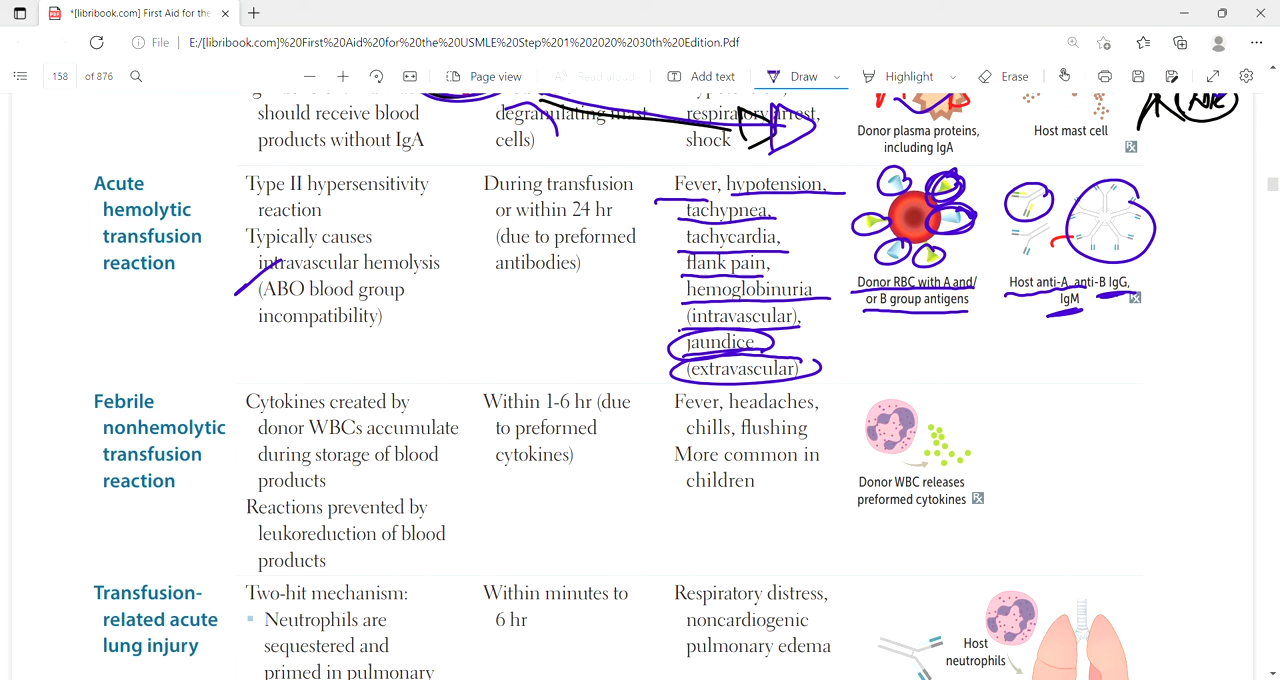 *[libribook.com] First Aid for the
File
E:/[libribook.com]%20First%20Aid%20for%20the%20USMLE%20Step%201%202020%2030th%20Edition.Pdf
158 of 876
Page view
Read aloud
Add text
Draw
Highlight
Erase
should receive blood
products without IgA
degranulating mast
cells)
respiratory arrest,
shock
Donor plasma proteins,
including IgA
Host mast cell
Acute
hemolytic
transfusion
reaction
Type II hypersensitivity
reaction
Typically causes
intravascular hemolysis
(ABO blood group
incompatibility)
During transfusion
or within 24 hr
(due to preformed
antibodies)
Fever, hypotension,
tachypnea,
tachycardia,
flank pain,
hemoglobinuria
(intravascular),
jaundice
(extravascular)
Donor RBC with A and/
or B group antigens
Host anti-A, anti-B IgG,
IgM
Febrile
nonhemolytic
transfusion
reaction
Cytokines created by
donor WBCs accumulate
during storage of blood
products
Reactions prevented by
leukoreduction of blood
products
Within 1-6 hr (due
to preformed
cytokines)
Fever, headaches,
chills, flushing
More common in
children
Donor WBC releases
preformed cytokines
Transfusion-
related acute
lung injury
Two-hit mechanism:
Neutrophils are
sequestered and
primed in pulmonary
Within minutes to
6 hr
Respiratory distress,
noncardiogenic
pulmonary edema
Host
neutrophils